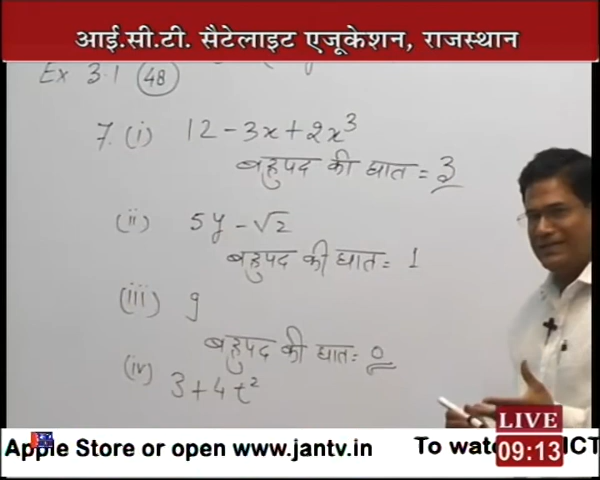 आई.सी.टी. सैटेलाइट एजूकेशन, राजस्थान
Ex 3.1 (48)
7. (i) 12 - 3x + 2x³
बहुपद की घात = 3
(ii) 5y - √2
बहुपद की घात = 1
(iii) 9
बहुपद की घात = 0
(iv) 3 + 4t²
LIVE
09:13
Apple Store or open www.jantv.in To wat ICT